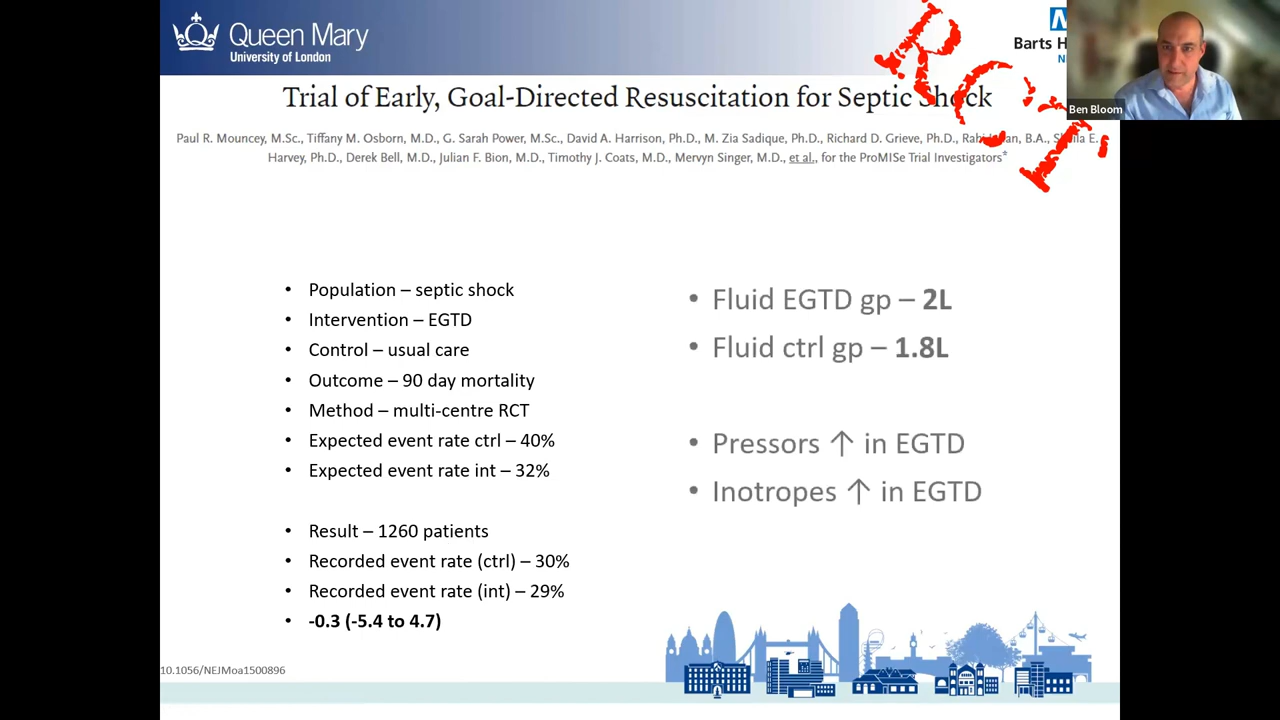 Queen Mary
University of London
Barts H
RCT
Ben Bloom
Trial of Early, Goal-Directed Resuscitation for Septic Shock
Paul R. Mouncey, M.Sc., Tiffany M. Osborn, M.D., G. Sarah Power, M.Sc., David A. Harrison, Ph.D., M. Zia Sadique, Ph.D., Richard D. Grieve, Ph.D., B.A., E.
Harvey, Ph.D., Derek Bell, M.D., Julian F. Bion, M.D., Timothy J. Coats, M.D., Mervyn Singer, M.D., et al., for the ProMISe Trial Investigators*
• Population – septic shock
• Intervention – EGTD
• Control – usual care
• Outcome – 90 day mortality
• Method – multi-centre RCT
• Expected event rate ctrl – 40%
• Expected event rate int – 32%
• Result – 1260 patients
• Recorded event rate (ctrl) – 30%
• Recorded event rate (int) – 29%
• -0.3 (-5.4 to 4.7)
• Fluid EGTD gp – 2L
• Fluid ctrl gp – 1.8L
• Pressors ↑ in EGTD
• Inotropes ↑ in EGTD
10.1056/NEJMoa1500896